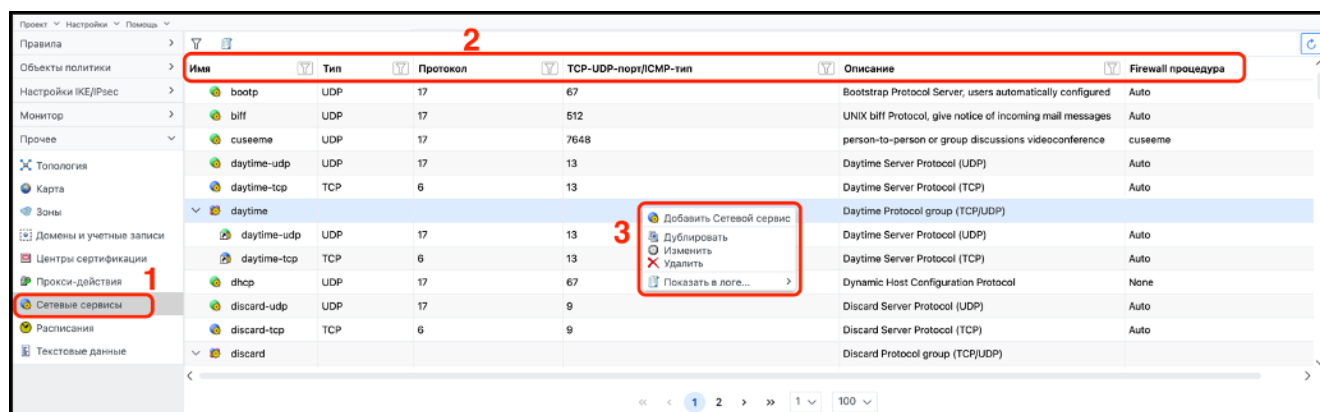 Проект Настройки Помощь
Правила
2
Объекты политики
Имя Тип Протокол TCP-UDP-порт/ICMP-тип Описание Firewall процедура
Настройки IKE/IPsec
bootp UDP 17 67 Bootstrap Protocol Server, users automatically configured Auto
Монитор
biff UDP 17 512 UNIX biff Protocol, give notice of incoming mail messages Auto
Прочее
cuseeme UDP 17 7648 person-to-person or group discussions videoconference cuseeme
Топология
daytime-udp UDP 17 13 Daytime Server Protocol (UDP) Auto
Карта
daytime-tcp TCP 6 13 Daytime Server Protocol (TCP) Auto
Зоны
daytime Daytime Protocol group (TCP/UDP)
Добавить Сетевой сервис
3
Дублировать
Изменить
Удалить
Показать в логе...
Домены и учетные записи
daytime-udp UDP 17 13 Daytime Server Protocol (UDP) Auto
Центры сертификации
daytime-tcp TCP 6 13 Daytime Server Protocol (TCP) Auto
Прокси-действия
1
dhcp UDP 17 67 Dynamic Host Configuration Protocol None
Сетевые сервисы
discard-udp UDP 17 9 Discard Server Protocol (UDP) Auto
Расписания
discard-tcp TCP 6 9 Discard Server Protocol (TCP) Auto
Текстовые данные
discard Discard Protocol group (TCP/UDP)
« < 1 2 > » 1 100